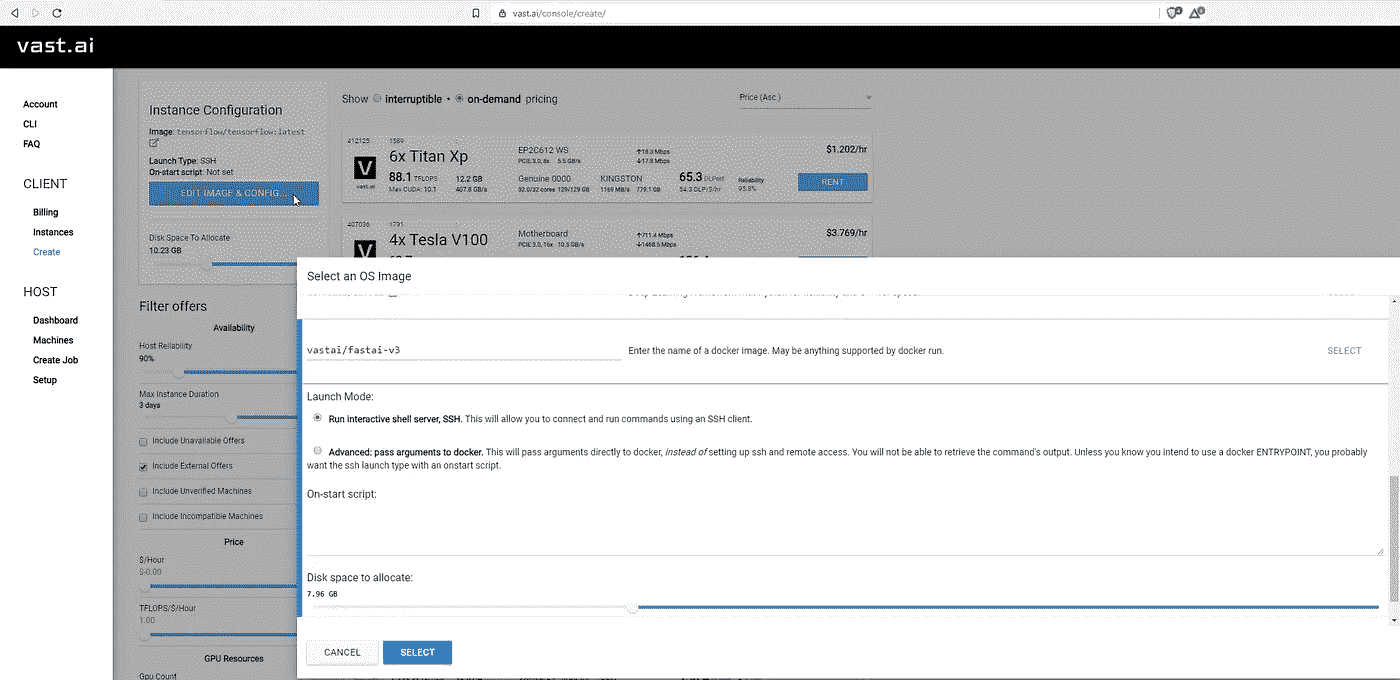 vast.ai/console/create/
vast.ai
Account
CLI
FAQ
CLIENT
Billing
Instances
Create
HOST
Dashboard
Machines
Create Job
Setup
Instance Configuration
Image: tensorflow/tensorflow:latest
Launch Type: SSH
On-start script: Not set
EDIT IMAGE & CONFIG...
Disk Space To Allocate
10.23 GB
Filter offers
Availability
Host Reliability
90%
Max Instance Duration
3 days
Include Unavailable Offers
Include External Offers
Include Unverified Machines
Include Incompatible Machines
Price
$/Hour
$-0.00
TFLOPS/$/Hour
1.00
GPU Resources
Gpu Count
Show interruptible • on-demand pricing
Price (Asc.)
412125 1589
6x Titan Xp
EP2C612 WS
↑18.3 Mbps
$1.202/hr
PCIE 3.0, 8x 5.5 GB/s
↓17.8 Mbps
vast.ai
88.1 TFLOPS 12.2 GB
Genuine 0000 KINGSTON 65.3 DLPerf
Reliability
RENT
Max CUDA: 10.1 407.8 GB/s
32.0/32 cores 129/129 GB 1169 MB/s 779.1 GB 54.3 DLP/$/hr
95.8%
407036 1791
4x Tesla V100
Motherboard
↑711.4 Mbps
$3.769/hr
PCIE 3.0, 16x 10.5 GB/s
↓1468.5 Mbps
Select an OS Image
vastai/fastai-v3
Enter the name of a docker image. May be anything supported by docker run.
SELECT
Launch Mode:
Run interactive shell server, SSH. This will allow you to connect and run commands using an SSH client.
Advanced: pass arguments to docker. This will pass arguments directly to docker, instead of setting up ssh and remote access. You will not be able to retrieve the command's output. Unless you know you intend to use a docker ENTRYPOINT, you probably
want the ssh launch type with an onstart script.
On-start script:
Disk space to allocate:
7.96 GB
CANCEL
SELECT